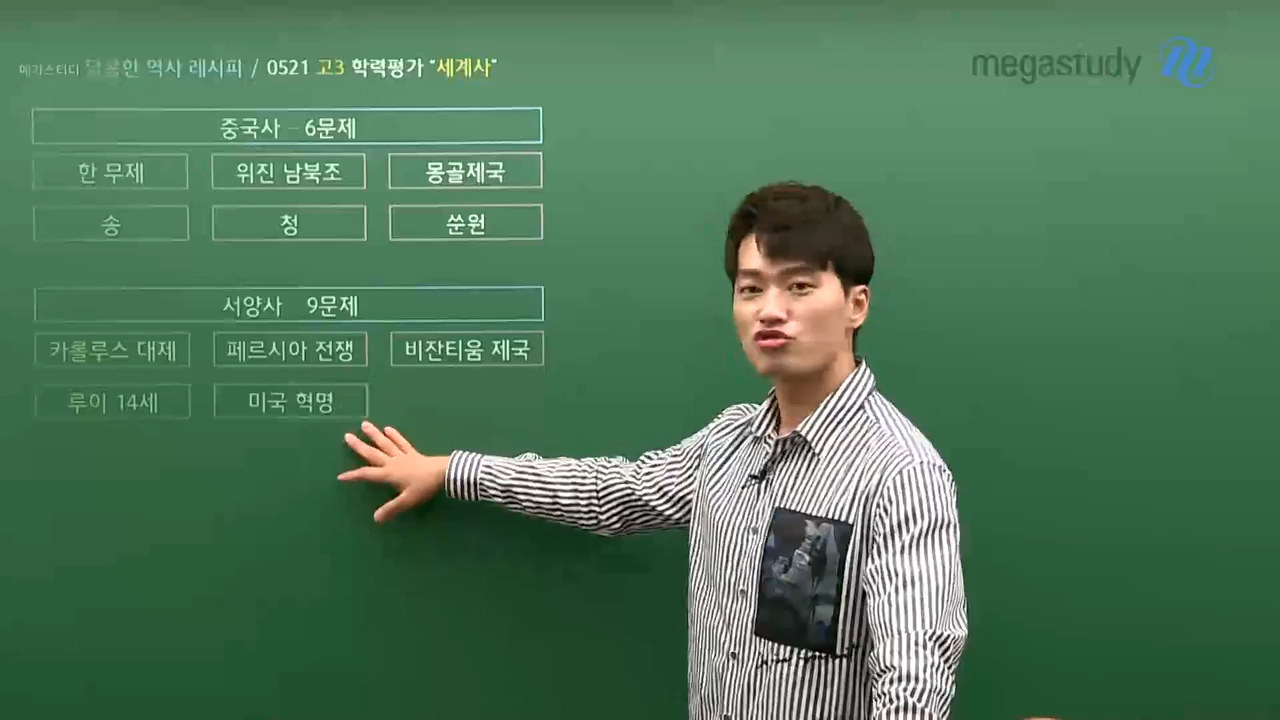 메가스터디 달콤한 역사 레시피 / 0521 고3 학력평가 "세계사"
megastudy
중국사 - 6문제
한 무제 위진 남북조 몽골제국
송 청 쑨원
서양사 9문제
카롤루스 대제 페르시아 전쟁 비잔티움 제국
루이 14세 미국 혁명